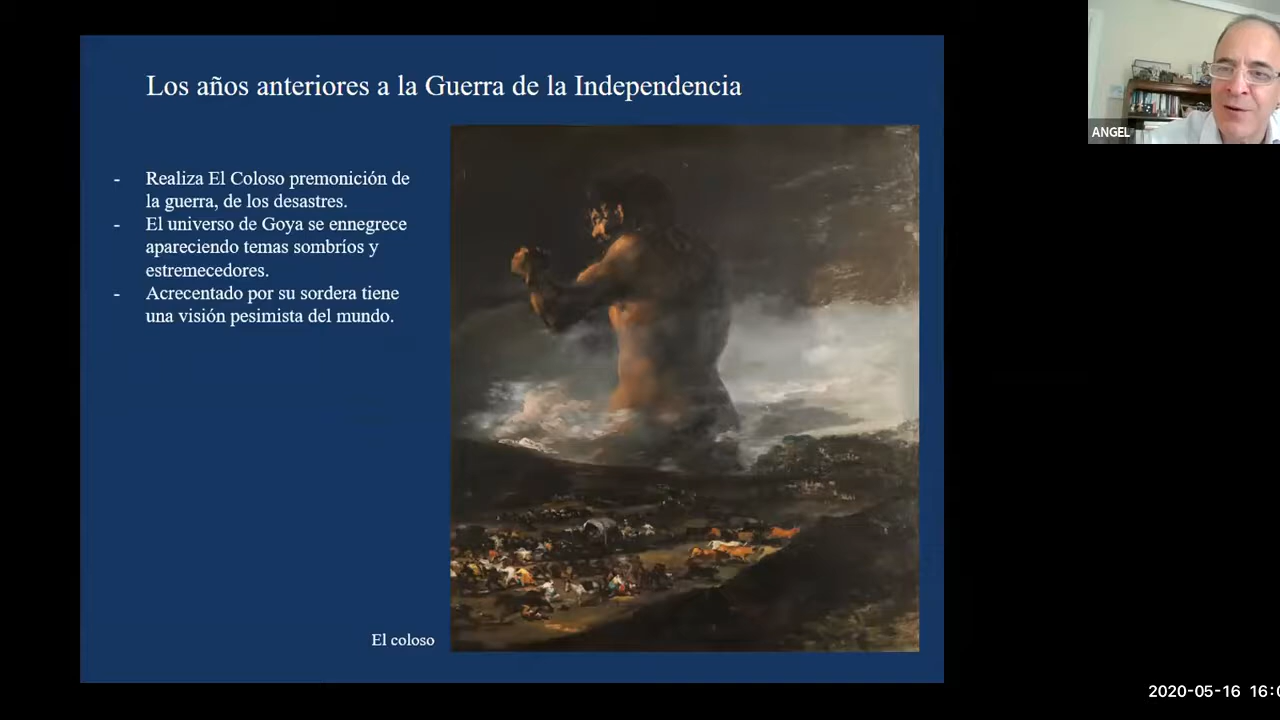 Los años anteriores a la Guerra de la Independencia
- Realiza El Coloso premonición de
la guerra, de los desastres.
- El universo de Goya se ennegrece
apareciendo temas sombríos y
estremecedores.
- Acrecentado por su sordera tiene
una visión pesimista del mundo.
El coloso
ANGEL
2020-05-16 16:0